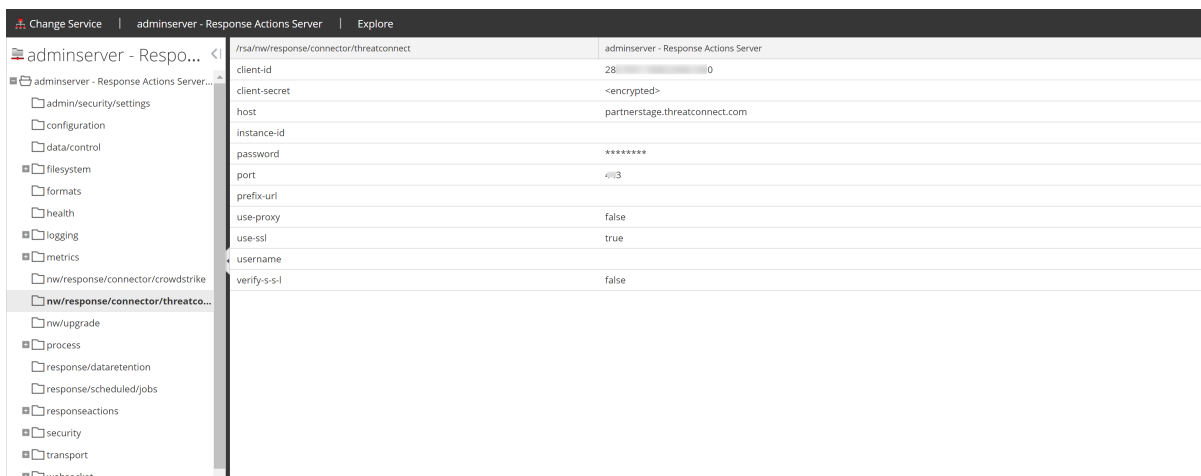 Change Service | adminserver - Response Actions Server | Explore
adminserver - Respo...
adminserver - Response Actions Server...
admin/security/settings
configuration
data/control
filesystem
formats
health
logging
metrics
nw/response/connector/crowdstrike
nw/response/connector/threatco...
nw/upgrade
process
response/dataretention
response/scheduled/jobs
responseactions
security
transport
websocket
/rsa/nw/response/connector/threatconnect adminserver - Response Actions Server
client-id 28 0
client-secret <encrypted>
host partnerstage.threatconnect.com
instance-id
password ********
port 3
prefix-url
use-proxy false
use-ssl true
username
verify-s-s-l false